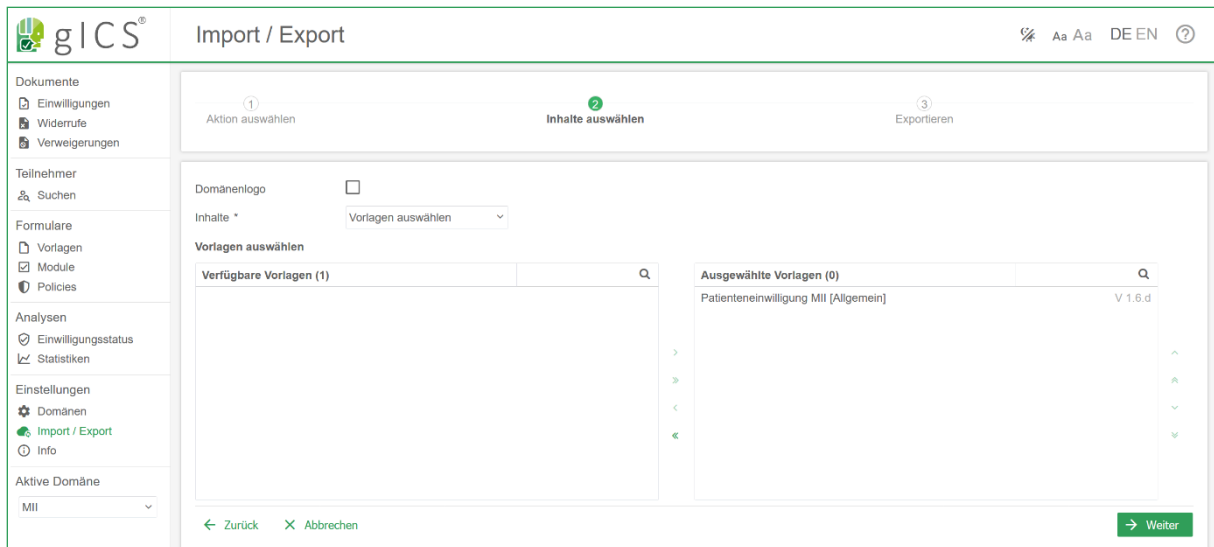 gICS®
Import / Export
Aa Aa DE EN
Dokumente
Einwilligungen
Widerrufe
Verweigerungen
Teilnehmer
Suchen
Formulare
Vorlagen
Module
Policies
Analysen
Einwilligungsstatus
Statistiken
Einstellungen
Domänen
Import / Export
Info
Aktive Domäne
MII
1 2 3
Aktion auswählen Inhalte auswählen Exportieren
Domänenlogo
Inhalte * Vorlagen auswählen
Vorlagen auswählen
Verfügbare Vorlagen (1) Ausgewählte Vorlagen (0)
Patienteneinwilligung MII [Allgemein] V 1.6.d
Zurück Abbrechen Weiter